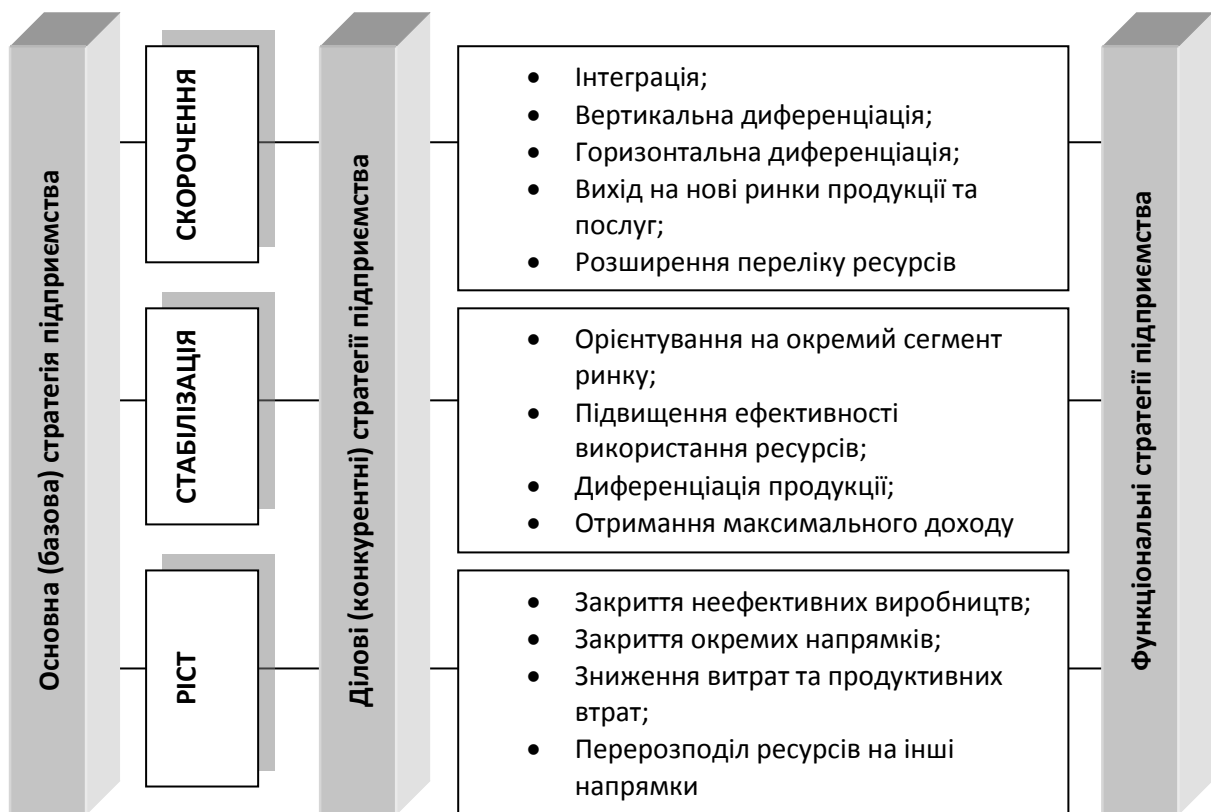 Основна (базова) стратегія підприємства
СКОРОЧЕННЯ
СТАБІЛІЗАЦІЯ
РІСТ
Ділові (конкурентні) стратегії підприємства
• Інтеграція;
• Вертикальна диференціація;
• Горизонтальна диференціація;
• Вихід на нові ринки продукції та
послуг;
• Розширення переліку ресурсів
• Орієнтування на окремий сегмент
ринку;
• Підвищення ефективності
використання ресурсів;
• Диференціація продукції;
• Отримання максимального доходу
• Закриття неефективних виробництв;
• Закриття окремих напрямків;
• Зниження витрат та продуктивних
втрат;
• Перерозподіл ресурсів на інші
напрямки
Функціональні стратегії підприємства